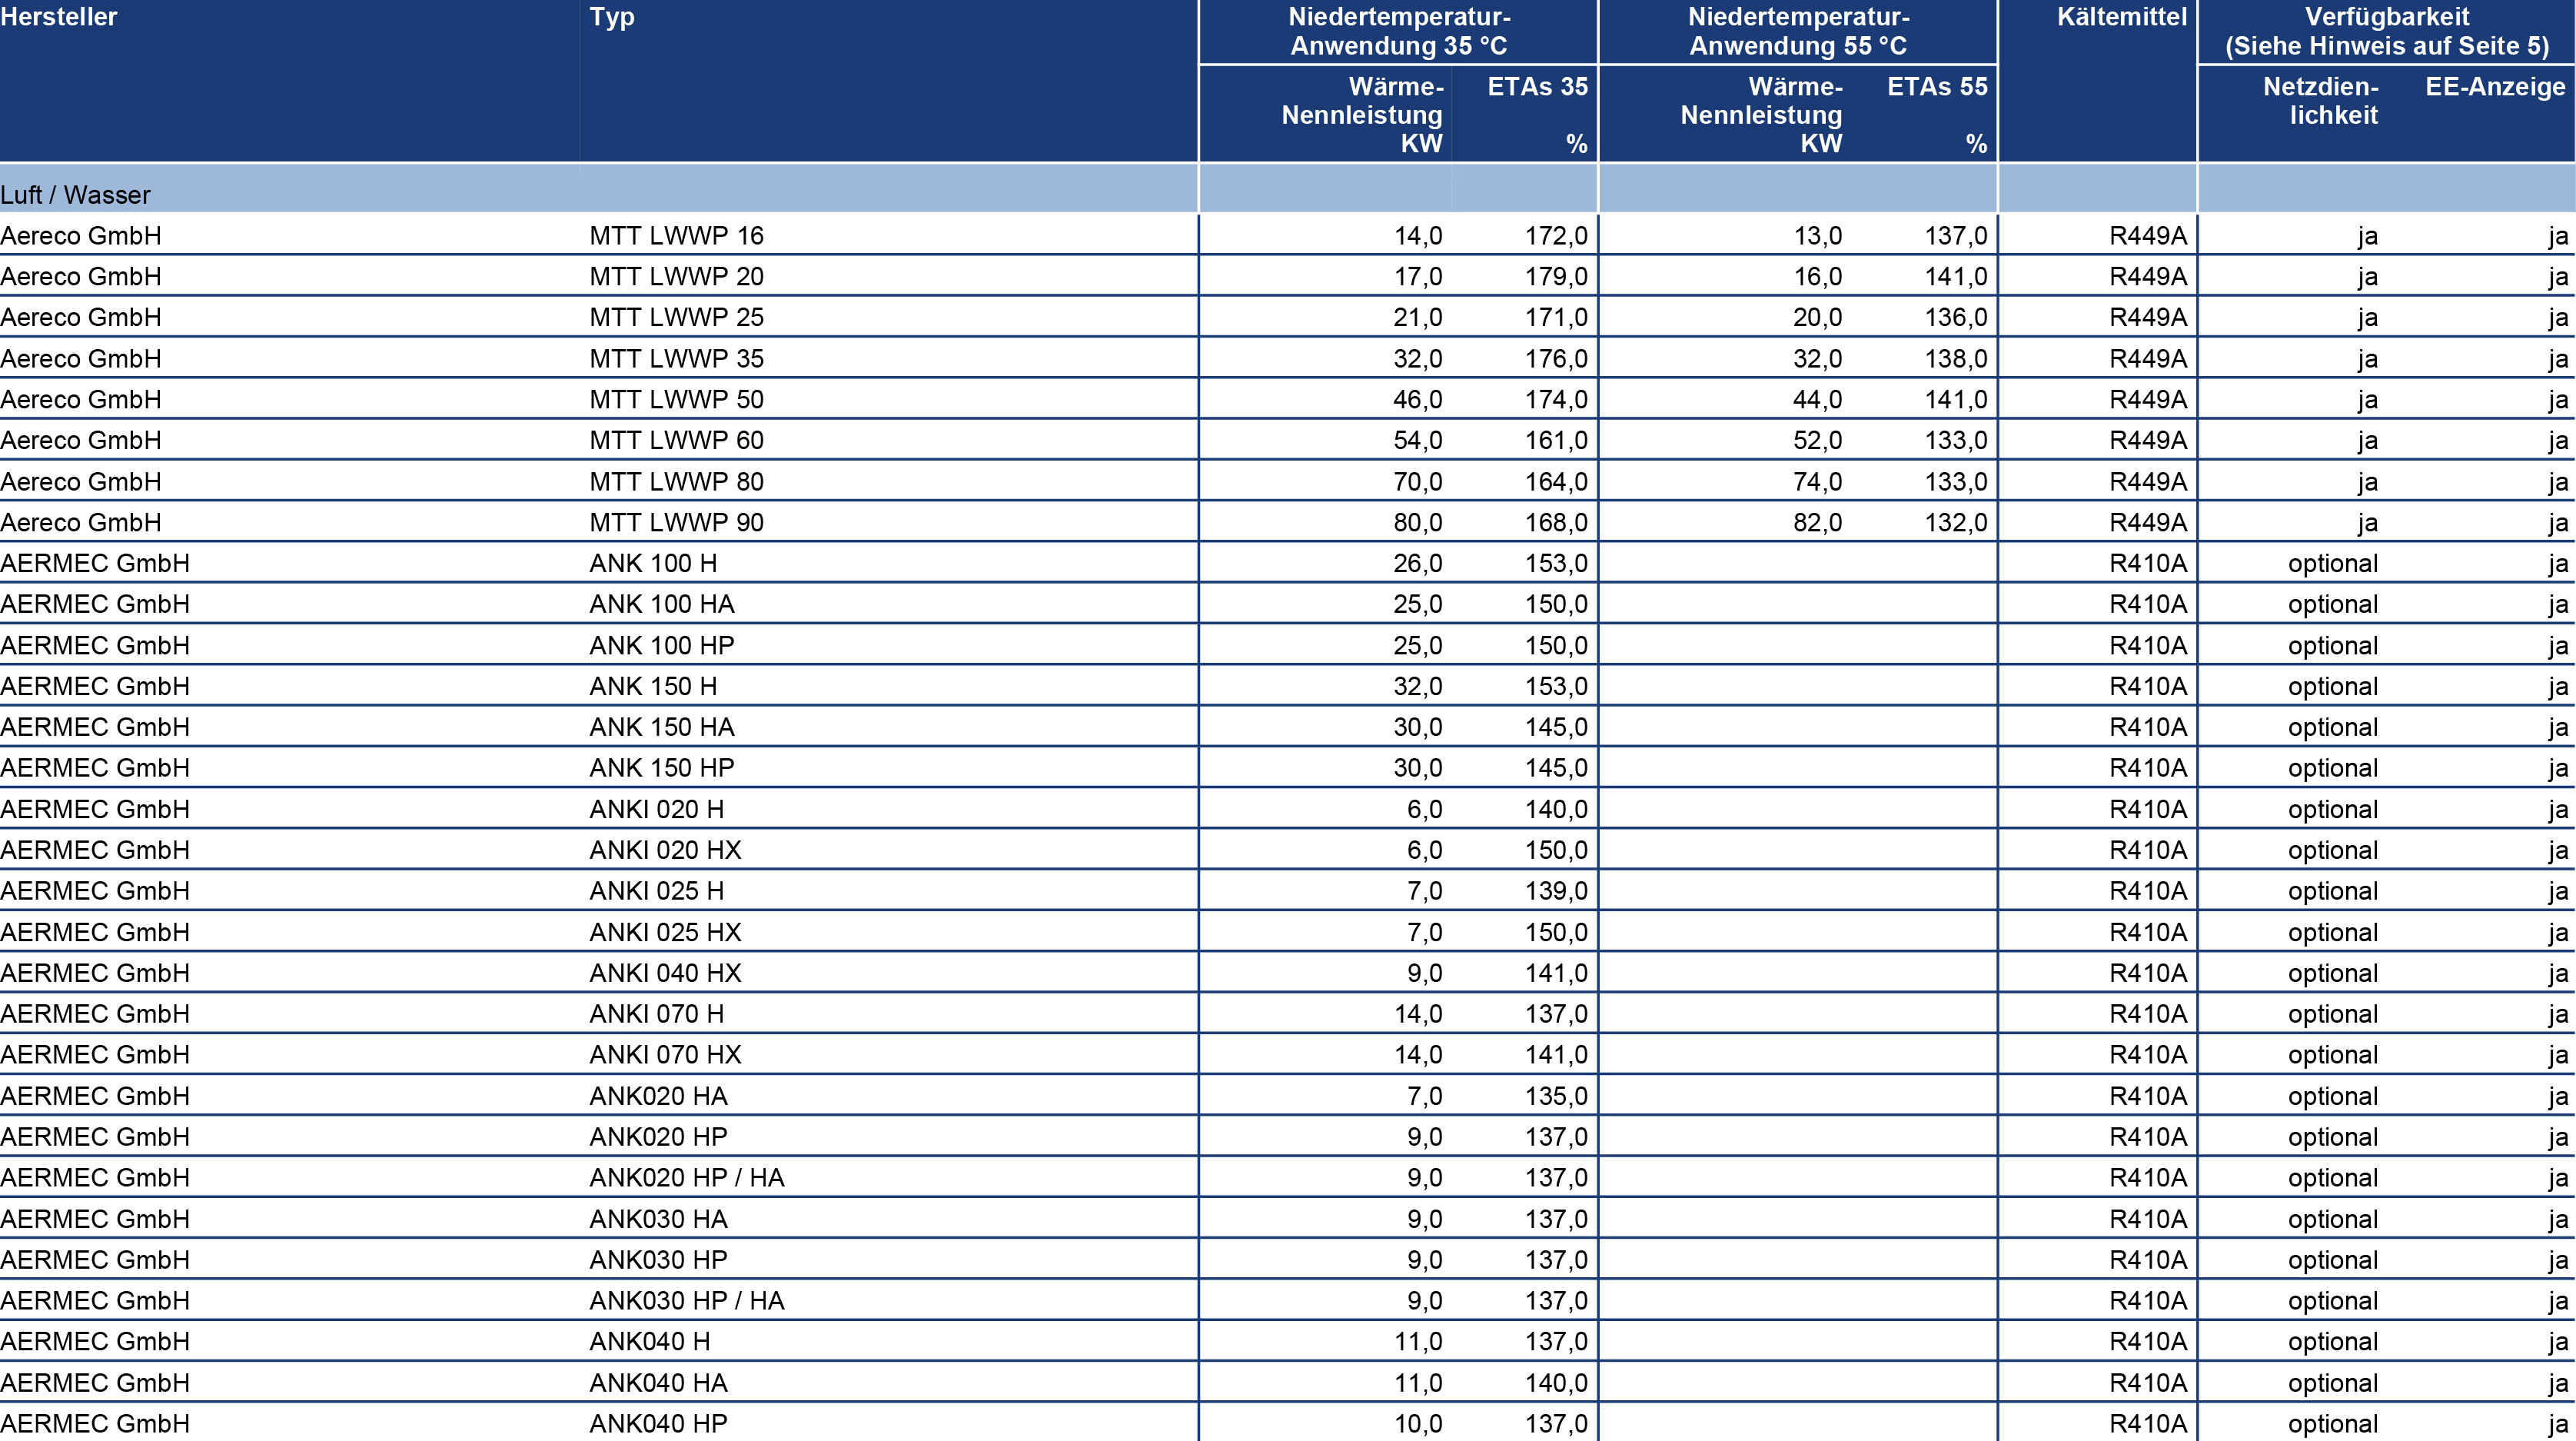 Hersteller Typ Niedertemperatur- Niedertemperatur- Kältemittel Verfügbarkeit
Anwendung 35 °C Anwendung 55 °C (Siehe Hinweis auf Seite 5)
Wärme- ETAs 35 Wärme- ETAs 55 Netzdien- EE-Anzeige
Nennleistung Nennleistung lichkeit
KW % KW %
Luft / Wasser
Aereco GmbH MTT LWWP 16 14,0 172,0 13,0 137,0 R449A ja ja
Aereco GmbH MTT LWWP 20 17,0 179,0 16,0 141,0 R449A ja ja
Aereco GmbH MTT LWWP 25 21,0 171,0 20,0 136,0 R449A ja ja
Aereco GmbH MTT LWWP 35 32,0 176,0 32,0 138,0 R449A ja ja
Aereco GmbH MTT LWWP 50 46,0 174,0 44,0 141,0 R449A ja ja
Aereco GmbH MTT LWWP 60 54,0 161,0 52,0 133,0 R449A ja ja
Aereco GmbH MTT LWWP 80 70,0 164,0 74,0 133,0 R449A ja ja
Aereco GmbH MTT LWWP 90 80,0 168,0 82,0 132,0 R449A ja ja
AERMEC GmbH ANK 100 H 26,0 153,0 R410A optional ja
AERMEC GmbH ANK 100 HA 25,0 150,0 R410A optional ja
AERMEC GmbH ANK 100 HP 25,0 150,0 R410A optional ja
AERMEC GmbH ANK 150 H 32,0 153,0 R410A optional ja
AERMEC GmbH ANK 150 HA 30,0 145,0 R410A optional ja
AERMEC GmbH ANK 150 HP 30,0 145,0 R410A optional ja
AERMEC GmbH ANKI 020 H 6,0 140,0 R410A optional ja
AERMEC GmbH ANKI 020 HX 6,0 150,0 R410A optional ja
AERMEC GmbH ANKI 025 H 7,0 139,0 R410A optional ja
AERMEC GmbH ANKI 025 HX 7,0 150,0 R410A optional ja
AERMEC GmbH ANKI 040 HX 9,0 141,0 R410A optional ja
AERMEC GmbH ANKI 070 H 14,0 137,0 R410A optional ja
AERMEC GmbH ANKI 070 HX 14,0 141,0 R410A optional ja
AERMEC GmbH ANK020 HA 7,0 135,0 R410A optional ja
AERMEC GmbH ANK020 HP 9,0 137,0 R410A optional ja
AERMEC GmbH ANK020 HP / HA 9,0 137,0 R410A optional ja
AERMEC GmbH ANK030 HA 9,0 137,0 R410A optional ja
AERMEC GmbH ANK030 HP 9,0 137,0 R410A optional ja
AERMEC GmbH ANK030 HP / HA 9,0 137,0 R410A optional ja
AERMEC GmbH ANK040 H 11,0 137,0 R410A optional ja
AERMEC GmbH ANK040 HA 11,0 140,0 R410A optional ja
AERMEC GmbH ANK040 HP 10,0 137,0 R410A optional ja